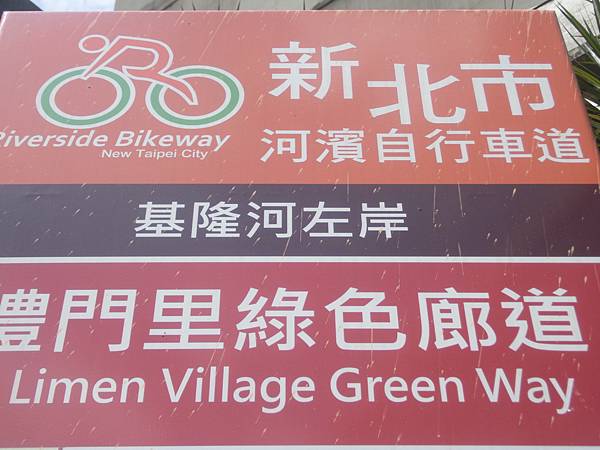 新北市
Riverside Bikeway
New Taipei City
河濱自行車道
基隆河左岸
禮門里綠色廊道
Limen Village Green Way